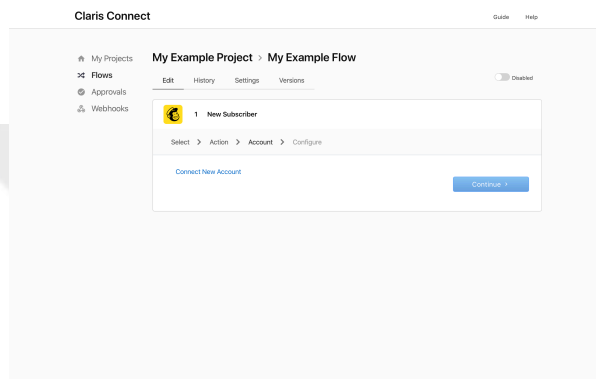 Claris Connect
Guide Help
My Projects
Flows
Approvals
Webhooks
My Example Project > My Example Flow
Edit History Settings Versions
Disabled
1 New Subscriber
Select > Action > Account > Configure
Connect New Account
Continue >